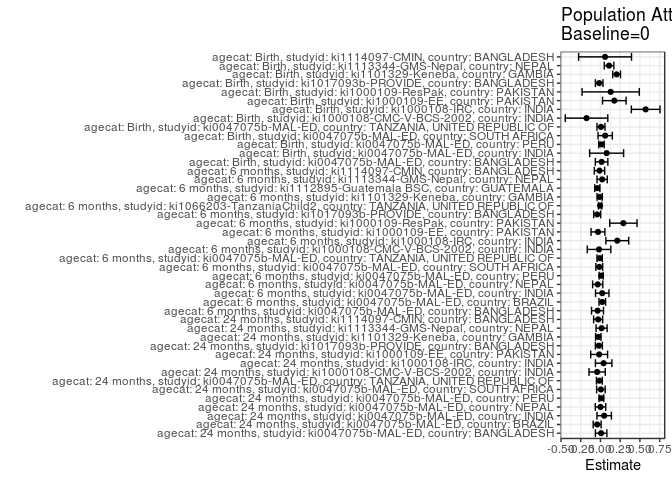 Population Att
Baseline=0
agecat: Birth, studyid: ki1114097-CMIN, country: BANGLADESH
agecat: Birth, studyid: ki1113344-GMS-Nepal, country: NEPAL
agecat: Birth, studyid: ki1101329-Keneba, country: GAMBIA
agecat: Birth, studyid: ki1017093b-PROVIDE, country: BANGLADESH
agecat: Birth, studyid: ki1000109-ResPak, country: PAKISTAN
agecat: Birth, studyid: ki1000109-EE, country: PAKISTAN
agecat: Birth, studyid: ki1000108-IRC, country: INDIA
agecat: Birth, studyid: ki1000108-CMC-V-BCS-2002, country: INDIA
agecat: Birth, studyid: ki0047075b-MAL-ED, country: TANZANIA, UNITED REPUBLIC OF
agecat: Birth, studyid: ki0047075b-MAL-ED, country: SOUTH AFRICA
agecat: Birth, studyid: ki0047075b-MAL-ED, country: PERU
agecat: Birth, studyid: ki0047075b-MAL-ED, country: INDIA
agecat: Birth, studyid: ki0047075b-MAL-ED, country: BANGLADESH
agecat: 6 months, studyid: ki1114097-CMIN, country: BANGLADESH
agecat: 6 months, studyid: ki1113344-GMS-Nepal, country: NEPAL
agecat: 6 months, studyid: ki1112895-Guatemala BSC, country: GUATEMALA
agecat: 6 months, studyid: ki1101329-Keneba, country: GAMBIA
agecat: 6 months, studyid: ki1066203-TanzaniaChild2, country: TANZANIA, UNITED REPUBLIC OF
agecat: 6 months, studyid: ki1017093b-PROVIDE, country: BANGLADESH
agecat: 6 months, studyid: ki1000109-ResPak, country: PAKISTAN
agecat: 6 months, studyid: ki1000109-EE, country: PAKISTAN
agecat: 6 months, studyid: ki1000108-IRC, country: INDIA
agecat: 6 months, studyid: ki1000108-CMC-V-BCS-2002, country: INDIA
agecat: 6 months, studyid: ki0047075b-MAL-ED, country: TANZANIA, UNITED REPUBLIC OF
agecat: 6 months, studyid: ki0047075b-MAL-ED, country: SOUTH AFRICA
agecat: 6 months, studyid: ki0047075b-MAL-ED, country: PERU
agecat: 6 months, studyid: ki0047075b-MAL-ED, country: NEPAL
agecat: 6 months, studyid: ki0047075b-MAL-ED, country: INDIA
agecat: 6 months, studyid: ki0047075b-MAL-ED, country: BRAZIL
agecat: 6 months, studyid: ki0047075b-MAL-ED, country: BANGLADESH
agecat: 24 months, studyid: ki1114097-CMIN, country: BANGLADESH
agecat: 24 months, studyid: ki1113344-GMS-Nepal, country: NEPAL
agecat: 24 months, studyid: ki1101329-Keneba, country: GAMBIA
agecat: 24 months, studyid: ki1017093b-PROVIDE, country: BANGLADESH
agecat: 24 months, studyid: ki1000109-EE, country: PAKISTAN
agecat: 24 months, studyid: ki1000108-IRC, country: INDIA
agecat: 24 months, studyid: ki1000108-CMC-V-BCS-2002, country: INDIA
agecat: 24 months, studyid: ki0047075b-MAL-ED, country: TANZANIA, UNITED REPUBLIC OF
agecat: 24 months, studyid: ki0047075b-MAL-ED, country: SOUTH AFRICA
agecat: 24 months, studyid: ki0047075b-MAL-ED, country: PERU
agecat: 24 months, studyid: ki0047075b-MAL-ED, country: NEPAL
agecat: 24 months, studyid: ki0047075b-MAL-ED, country: INDIA
agecat: 24 months, studyid: ki0047075b-MAL-ED, country: BRAZIL
agecat: 24 months, studyid: ki0047075b-MAL-ED, country: BANGLADESH
-0.50 -0.25 0.00 0.25 0.50 0.75
Estimate